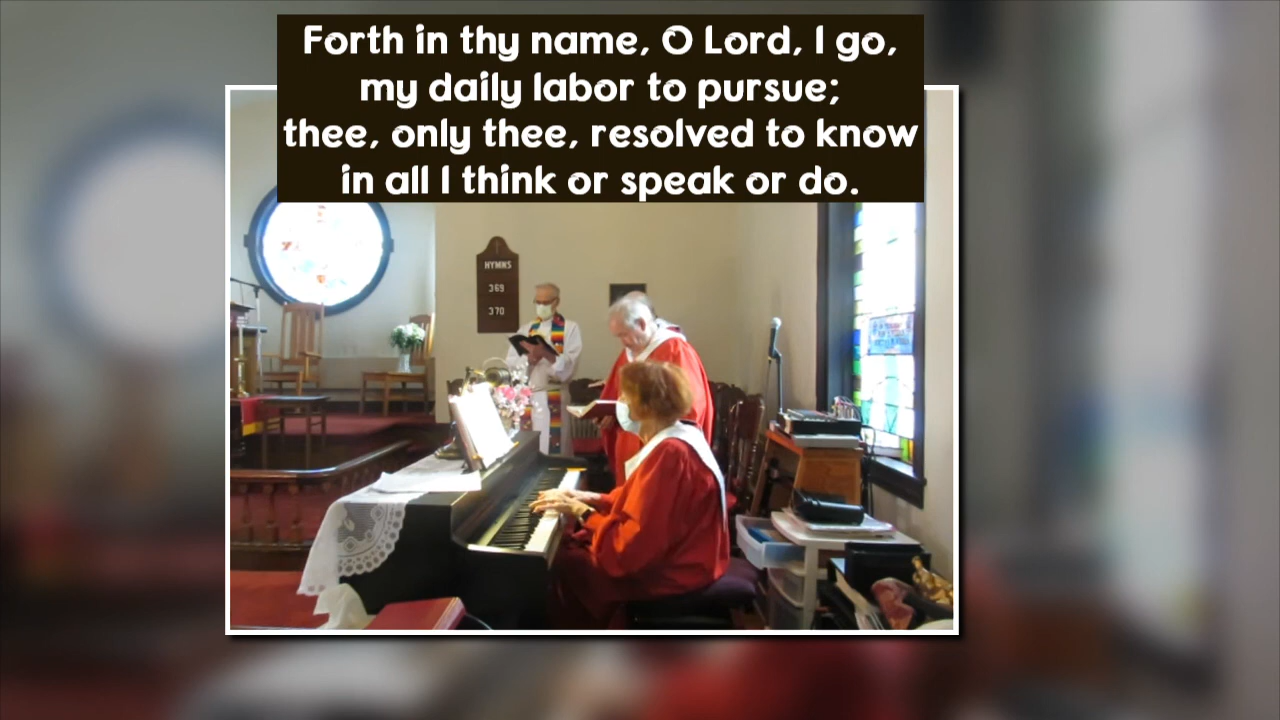 Forth in thy name, O Lord, I go,
my daily labor to pursue;
thee, only thee, resolved to know
in all I think or speak or do.
HYMNS
369
370